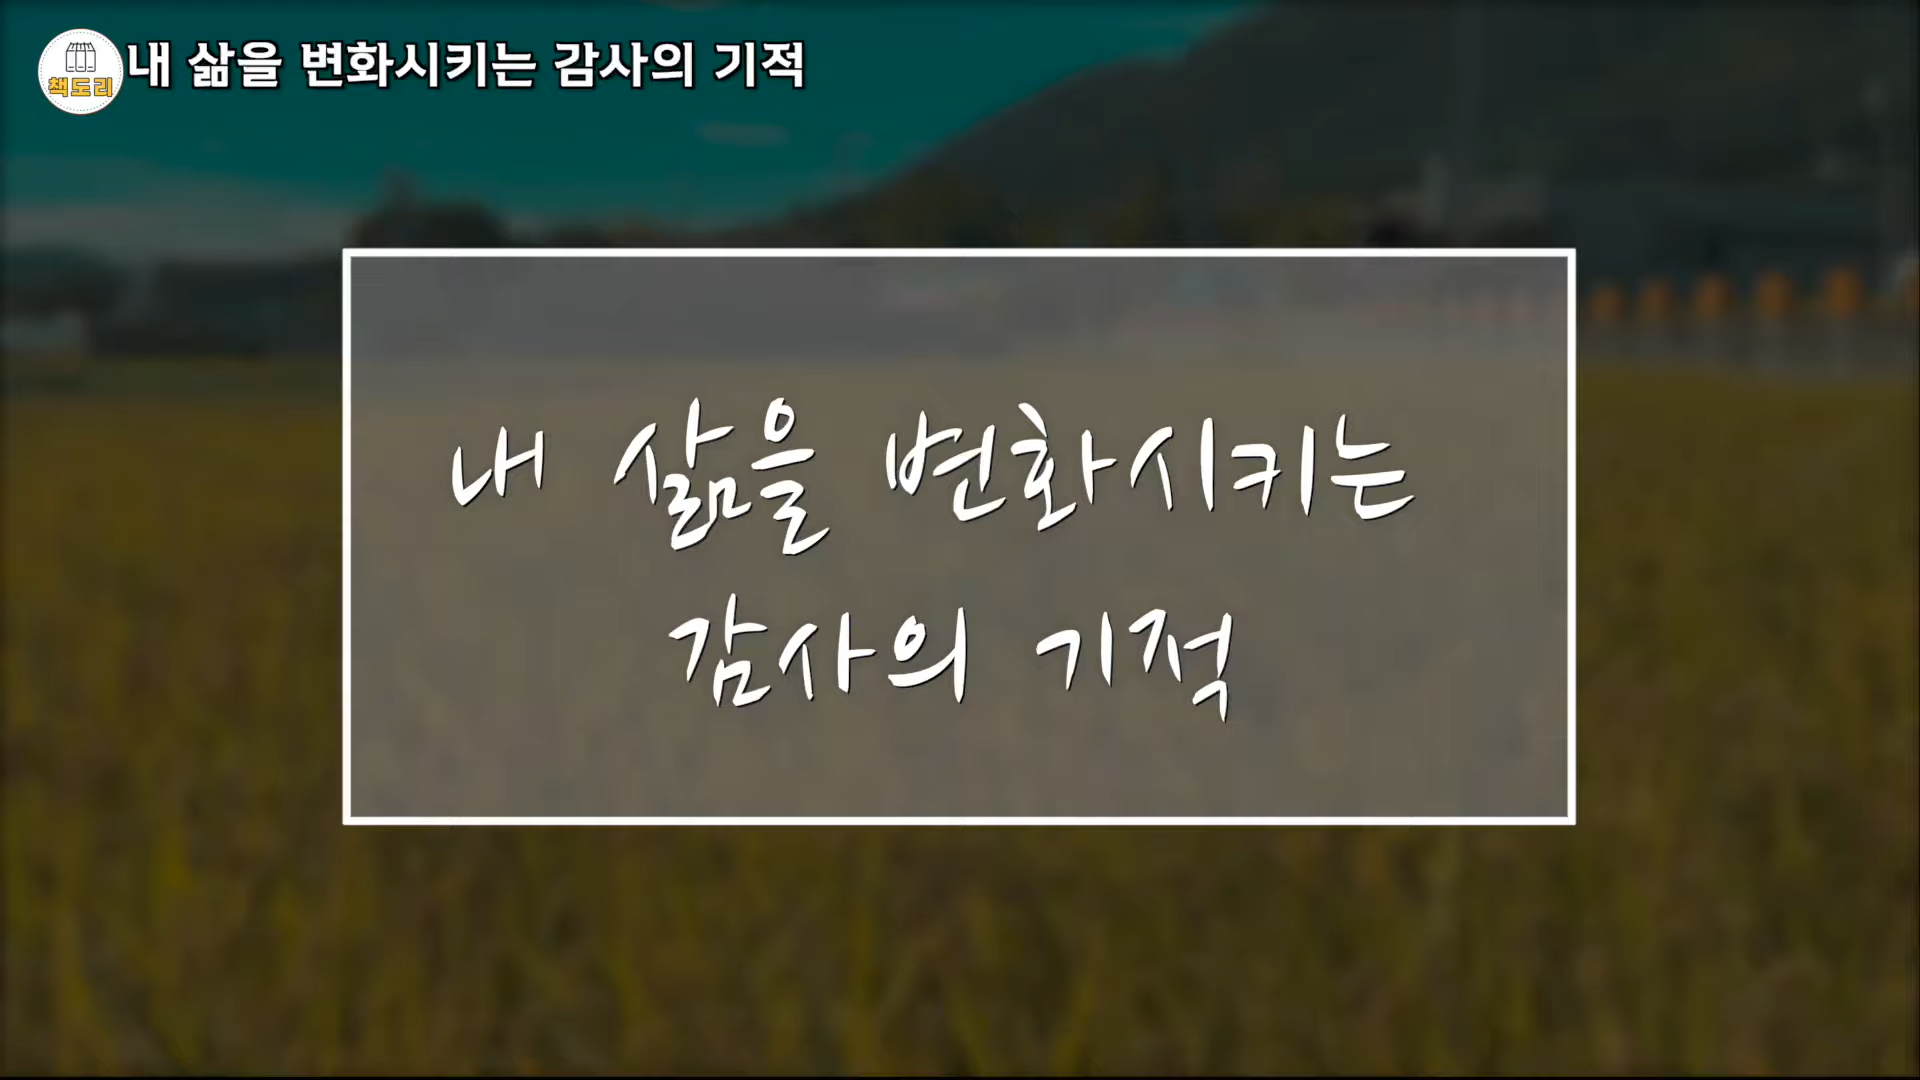 책도리
내 삶을 변화시키는 감사의 기적
내 삶을 변화시키는
감사의 기적